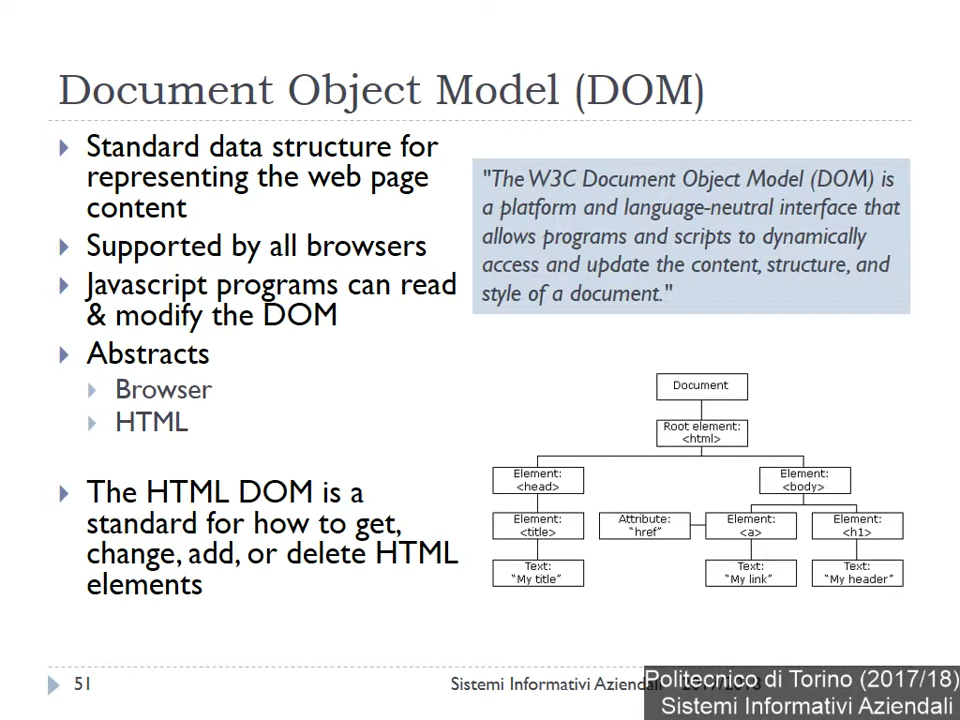 Document Object Model (DOM)
Standard data structure for
representing the web page
content
Supported by all browsers
Javascript programs can read
& modify the DOM
Abstracts
Browser
HTML
The HTML DOM is a
standard for how to get,
change, add, or delete HTML
elements
"The W3C Document Object Model (DOM) is
a platform and language-neutral interface that
allows programs and scripts to dynamically
access and update the content, structure, and
style of a document."
Document
Root element:
<html>
Element:
<head>
Element:
<body>
Element:
<title>
Attribute:
"href"
Element:
<a>
Element:
<h1>
Text:
"My title"
Text:
"My link"
Text:
"My header"
51
Sistemi Informativi Aziendali
Politecnico di Torino (2017/18)
Sistemi Informativi Aziendali